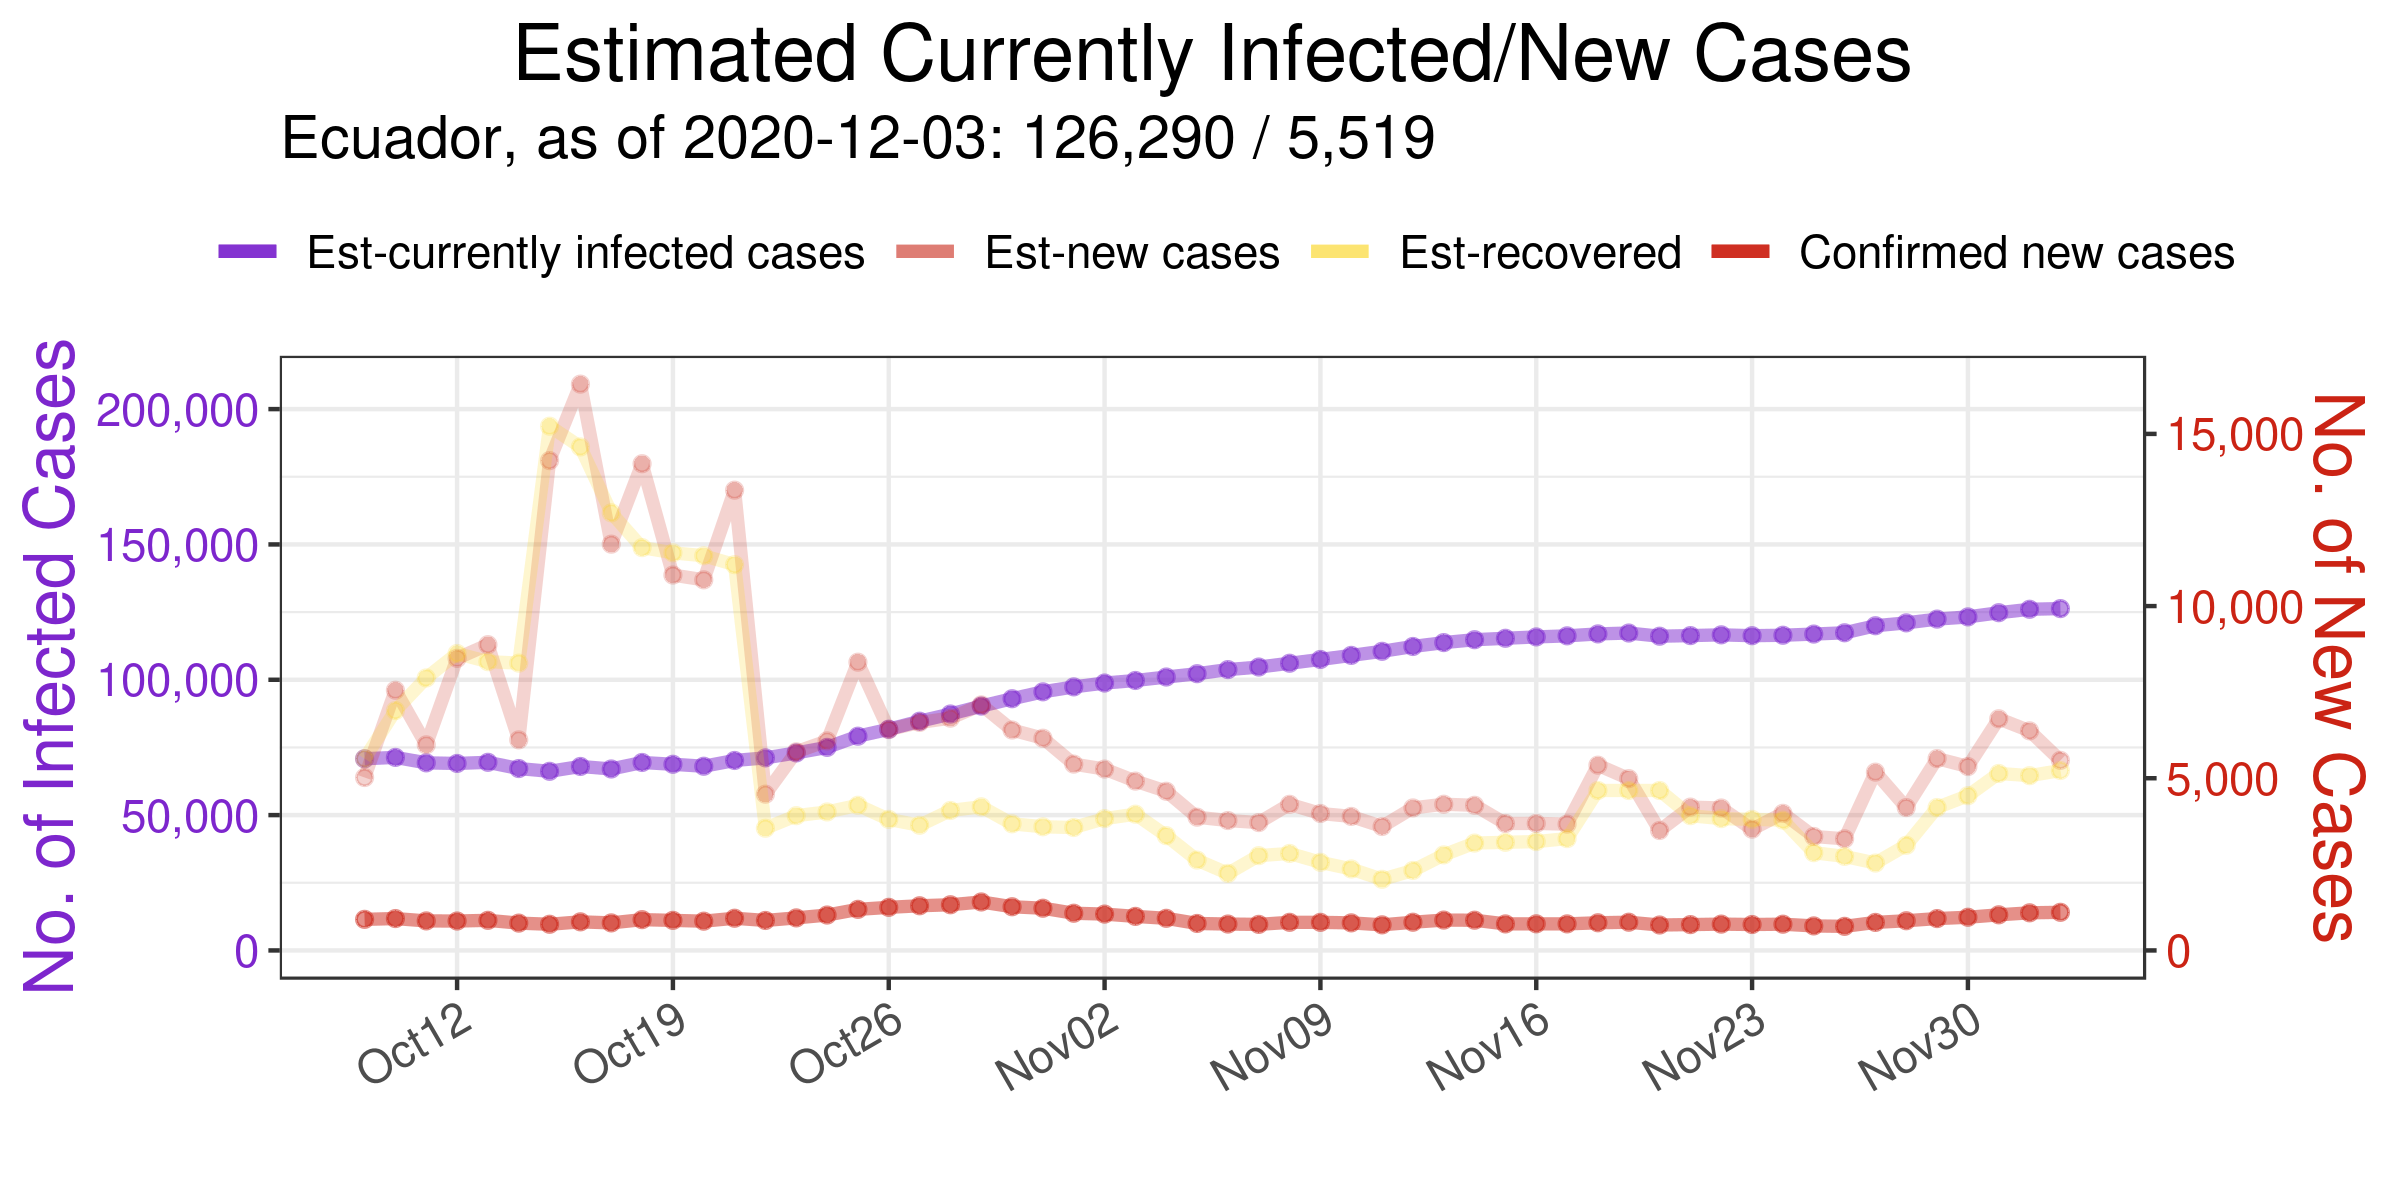 Estimated Currently Infected/New Cases
Ecuador, as of 2020-12-03: 126,290 / 5,519
Est-currently infected cases Est-new cases Est-recovered Confirmed new cases
No. of Infected Cases
200,000
150,000
100,000
50,000
0
15,000
10,000
5,000
0
No. of New Cases
Oct12 Oct19 Oct26 Nov02 Nov09 Nov16 Nov23 Nov30